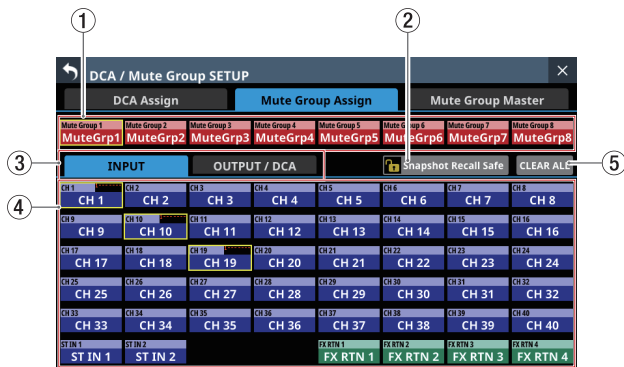 1 2
DCA / Mute Group SETUP ×
DCA Assign Mute Group Assign Mute Group Master
Mute Group 1 Mute Group 2 Mute Group 3 Mute Group 4 Mute Group 5 Mute Group 6 Mute Group 7 Mute Group 8
MuteGrp1 MuteGrp2 MuteGrp3 MuteGrp4 MuteGrp5 MuteGrp6 MuteGrp7 MuteGrp8
3 INPUT OUTPUT / DCA Snapshot Recall Safe CLEAR ALL 5
4
CH 1 CH 2 CH 3 CH 4 CH 5 CH 6 CH 7 CH 8
CH 1 CH 2 CH 3 CH 4 CH 5 CH 6 CH 7 CH 8
CH 9 CH 10 CH 11 CH 12 CH 13 CH 14 CH 15 CH 16
CH 9 CH 10 CH 11 CH 12 CH 13 CH 14 CH 15 CH 16
CH 17 CH 18 CH 19 CH 20 CH 21 CH 22 CH 23 CH 24
CH 17 CH 18 CH 19 CH 20 CH 21 CH 22 CH 23 CH 24
CH 25 CH 26 CH 27 CH 28 CH 29 CH 30 CH 31 CH 32
CH 25 CH 26 CH 27 CH 28 CH 29 CH 30 CH 31 CH 32
CH 33 CH 34 CH 35 CH 36 CH 37 CH 38 CH 39 CH 40
CH 33 CH 34 CH 35 CH 36 CH 37 CH 38 CH 39 CH 40
ST IN 1 ST IN 2 FX RTN 1 FX RTN 2 FX RTN 3 FX RTN 4
ST IN 1 ST IN 2 FX RTN 1 FX RTN 2 FX RTN 3 FX RTN 4